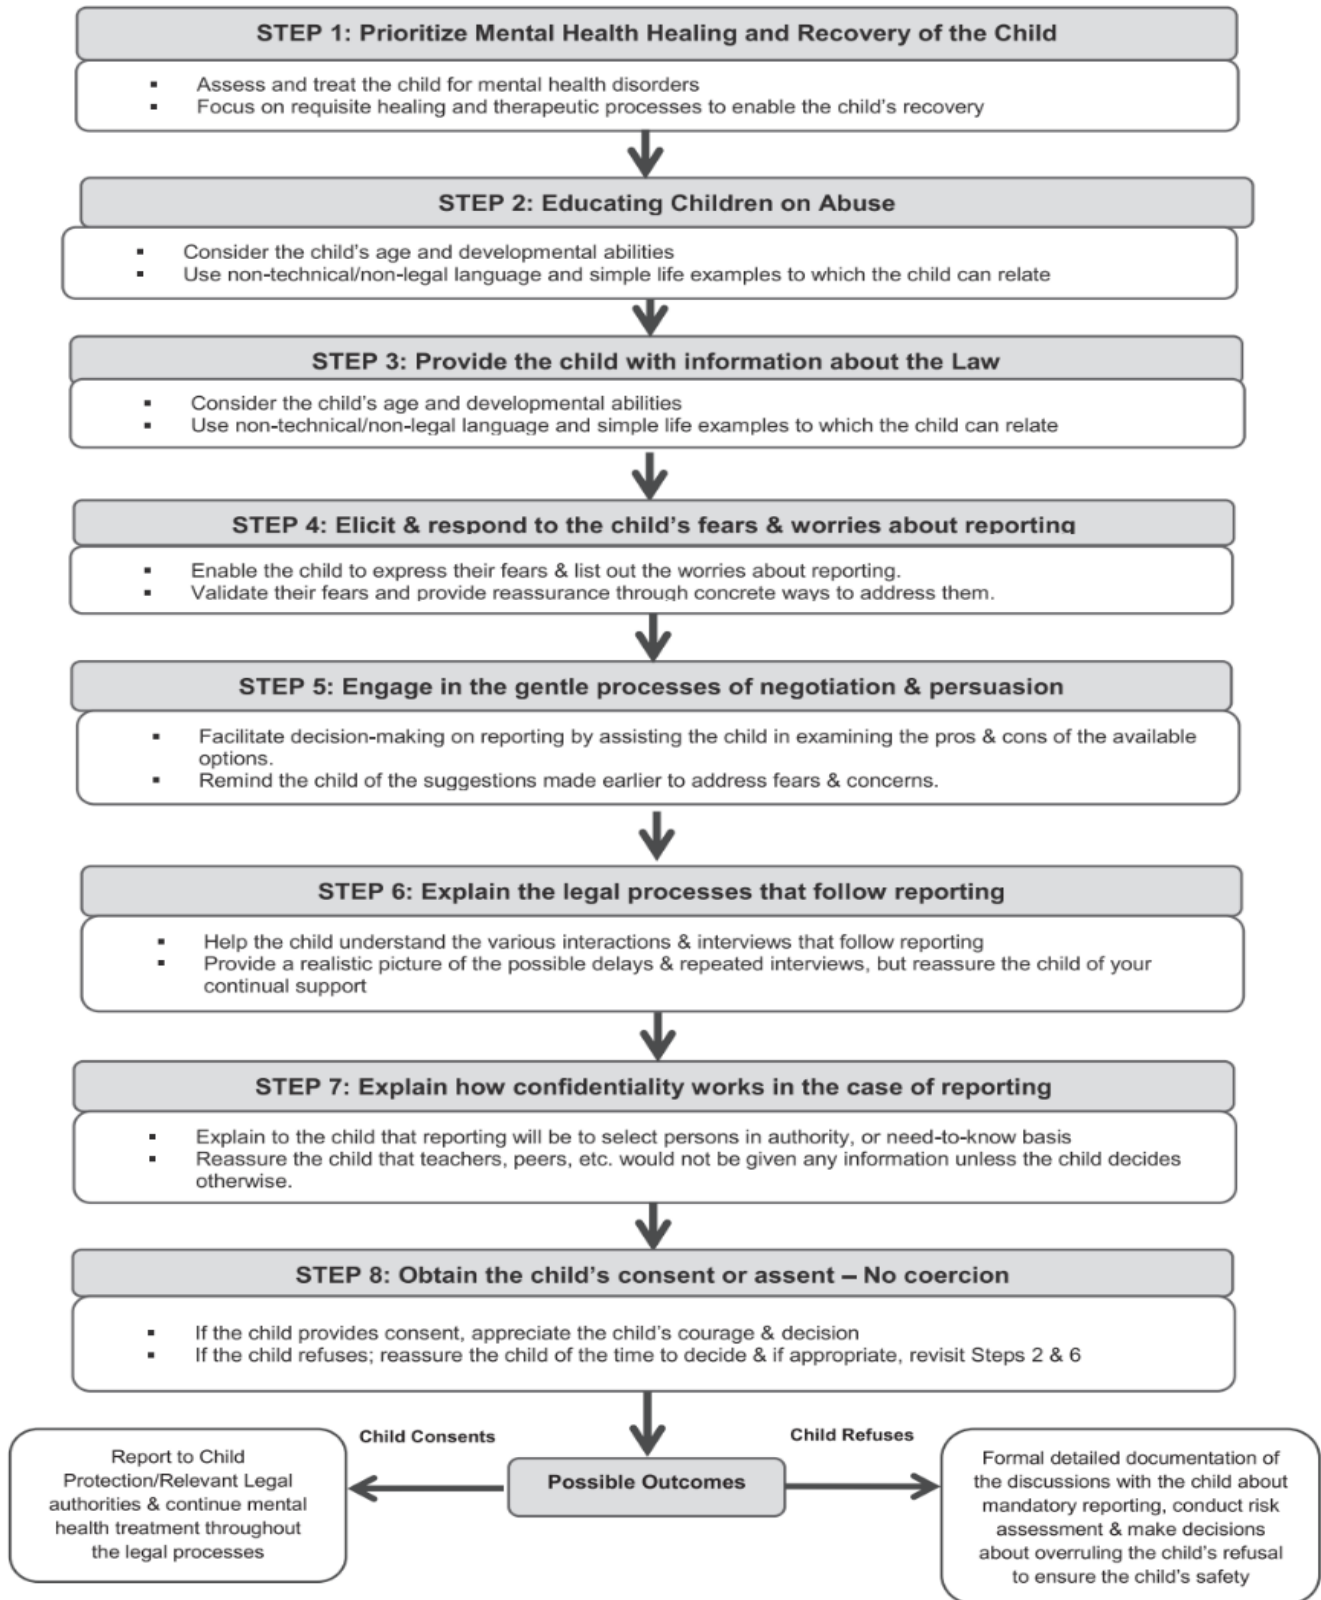 STEP 1: Prioritize Mental Health Healing and Recovery of the Child
▪ Assess and treat the child for mental health disorders
▪ Focus on requisite healing and therapeutic processes to enable the child's recovery
STEP 2: Educating Children on Abuse
▪ Consider the child's age and developmental abilities
▪ Use non-technical/non-legal language and simple life examples to which the child can relate
STEP 3: Provide the child with information about the Law
▪ Consider the child's age and developmental abilities
▪ Use non-technical/non-legal language and simple life examples to which the child can relate
STEP 4: Elicit & respond to the child's fears & worries about reporting
▪ Enable the child to express their fears & list out the worries about reporting.
▪ Validate their fears and provide reassurance through concrete ways to address them.
STEP 5: Engage in the gentle processes of negotiation & persuasion
▪ Facilitate decision-making on reporting by assisting the child in examining the pros & cons of the available
options.
▪ Remind the child of the suggestions made earlier to address fears & concerns.
STEP 6: Explain the legal processes that follow reporting
▪ Help the child understand the various interactions & interviews that follow reporting
▪ Provide a realistic picture of the possible delays & repeated interviews, but reassure the child of your
continual support
STEP 7: Explain how confidentiality works in the case of reporting
▪ Explain to the child that reporting will be to select persons in authority, or need-to-know basis
▪ Reassure the child that teachers, peers, etc. would not be given any information unless the child decides
otherwise.
STEP 8: Obtain the child's consent or assent – No coercion
▪ If the child provides consent, appreciate the child's courage & decision
▪ If the child refuses; reassure the child of the time to decide & if appropriate, revisit Steps 2 & 6
Child Consents
Child Refuses
Possible Outcomes
Report to Child
Protection/Relevant Legal
authorities & continue mental
health treatment throughout
the legal processes
Formal detailed documentation of
the discussions with the child about
mandatory reporting, conduct risk
assessment & make decisions
about overruling the child's refusal
to ensure the child's safety